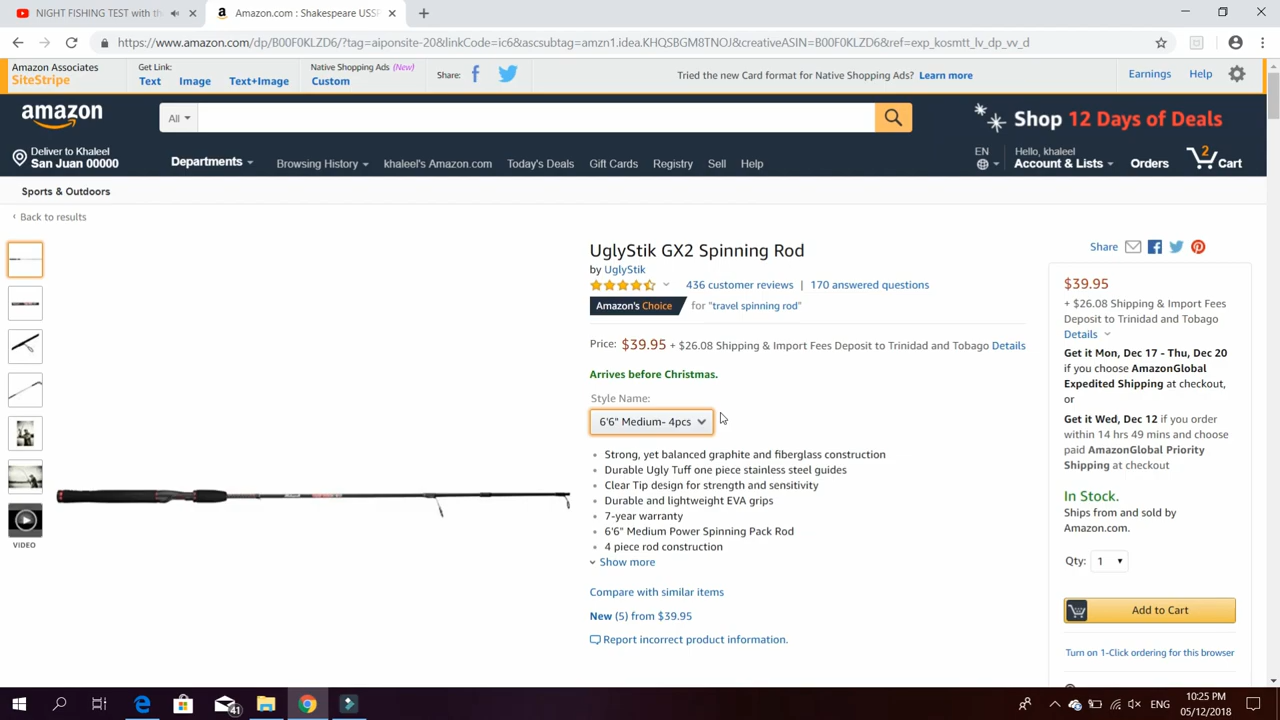 NIGHT FISHING TEST with th
Amazon.com : Shakespeare USSP
https://www.amazon.com/dp/B00F0KLZD6/?tag=aiponsite-20&linkCode=ic6&ascsubtag=amzn1.idea.KHQSBGM8TNOJ&creativeASIN=B00F0KLZD6&ref=exp_kosmtt_lv_dp_vv_d
Amazon Associates
SiteStripe
Get Link:
Text Image Text+Image
Native Shopping Ads (New)
Custom
Share:
Tried the new Card format for Native Shopping Ads? Learn more
Earnings Help
amazon
All
Shop 12 Days of Deals
Deliver to Khaleel
San Juan 00000
Departments
Browsing History khaleel's Amazon.com Today's Deals Gift Cards Registry Sell Help
EN
Hello, khaleel
Account & Lists
Orders
2
Cart
Sports & Outdoors
‹ Back to results
VIDEO
UglyStik GX2 Spinning Rod
by UglyStik
436 customer reviews | 170 answered questions
Amazon's Choice for "travel spinning rod"
Price: $39.95 + $26.08 Shipping & Import Fees Deposit to Trinidad and Tobago Details
Arrives before Christmas.
Style Name:
6'6" Medium- 4pcs
Strong, yet balanced graphite and fiberglass construction
Durable Ugly Tuff one piece stainless steel guides
Clear Tip design for strength and sensitivity
Durable and lightweight EVA grips
7-year warranty
6'6" Medium Power Spinning Pack Rod
4 piece rod construction
Show more
Compare with similar items
New (5) from $39.95
Report incorrect product information.
Share
$39.95
+ $26.08 Shipping & Import Fees
Deposit to Trinidad and Tobago
Details
Get it Mon, Dec 17 - Thu, Dec 20
if you choose AmazonGlobal
Expedited Shipping at checkout,
or
Get it Wed, Dec 12 if you order
within 14 hrs 49 mins and choose
paid AmazonGlobal Priority
Shipping at checkout
In Stock.
Ships from and sold by
Amazon.com.
Qty: 1
Add to Cart
Turn on 1-Click ordering for this browser
41
ENG
10:25 PM
05/12/2018